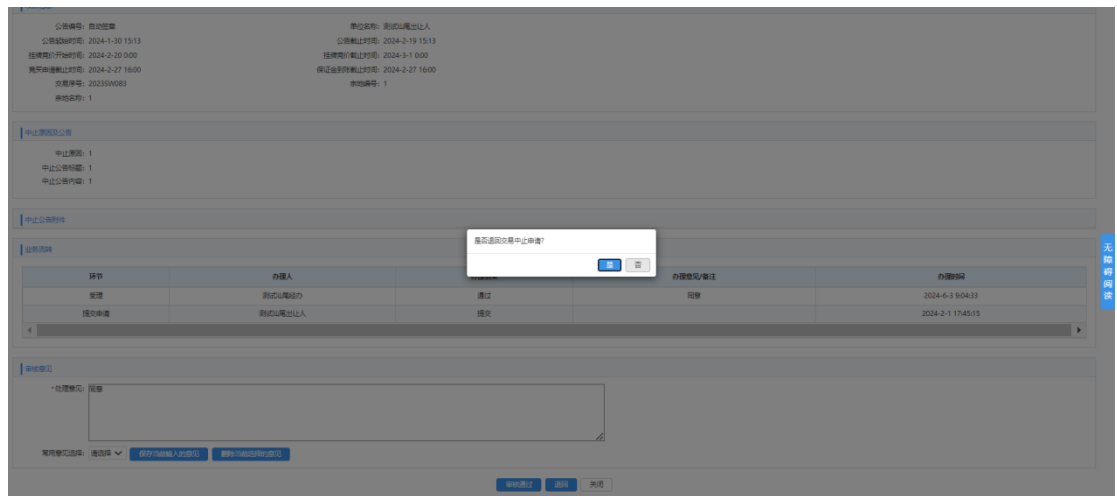 公告编号: 自动签章 单位名称: 测试汕尾出让人
公告起始时间: 2024-1-30 15:13 公告截止时间: 2024-2-19 15:13
挂牌竞价开始时间: 2024-2-20 0:00 挂牌竞价截止时间: 2024-3-1 0:00
竞买申请截止时间: 2024-2-27 16:00 保证金到账截止时间: 2024-2-27 16:00
交易序号: 2023SW083 宗地编号: 1
宗地名称: 1
中止原因及公告
中止原因: 1
中止公告标题: 1
中止公告内容: 1
中止公告附件
是否退回交易中止申请?
是 否
业务流转
环节 办理人 办理意见/备注 办理时间
受理 测试汕尾经办 通过 同意 2024-6-3 9:04:33
提交申请 测试汕尾出让人 提交 2024-2-1 17:45:15
审核意见
*处理意见: 同意
常用意见选择: 请选择 保存当前输入的意见 删除当前选择的意见
审核通过 退回 关闭
无障碍阅读